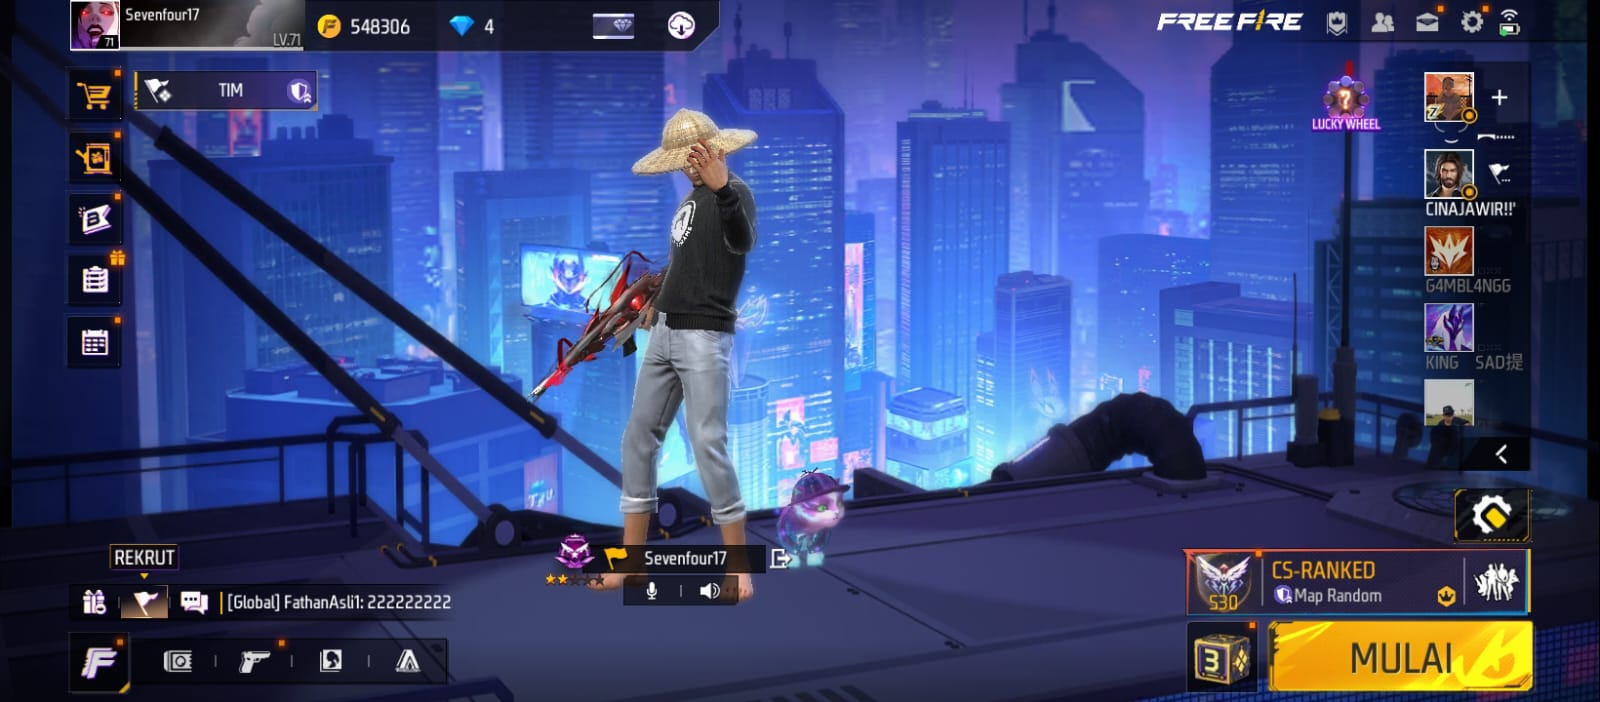 Sevenfour17
71
LV.71
548306
4
FREE FIRE
TIM
LUCKY WHEEL
CINAJAWIR!!'
G4MBL4NGG
KING SAD提
REKRUT
Sevenfour17
[Global] FathanAsli1: 222222222
CS-RANKED
Map Random
S30
3
MULAI